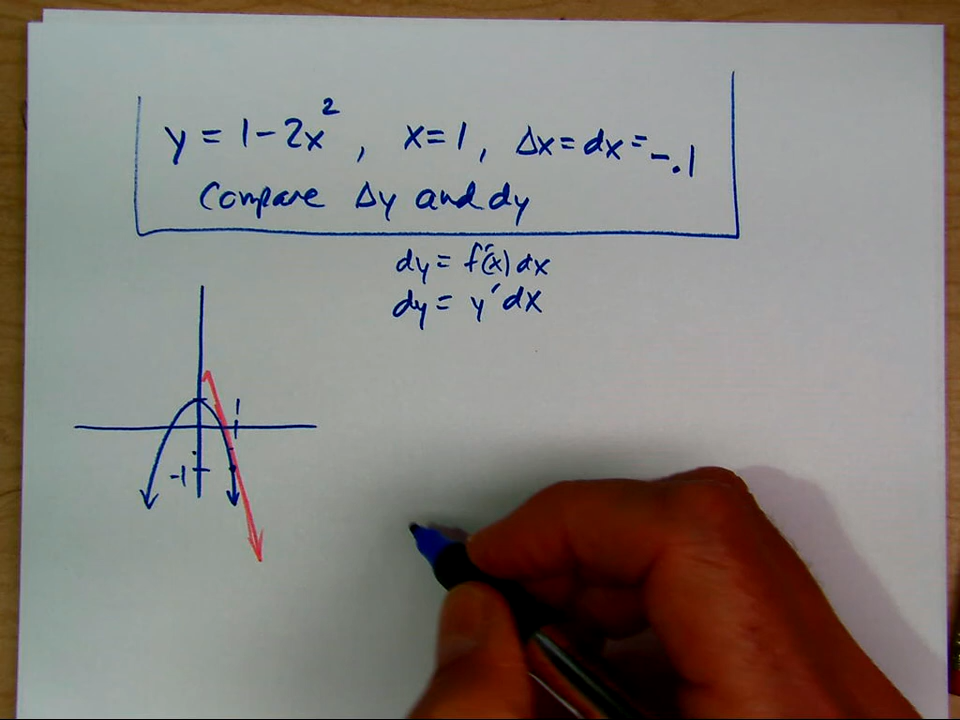 y = 1 - 2x², x = 1, Δx = dx = -.1
Compare Δy and dy
dy = f'(x) dx
dy = y' dx
1
-1